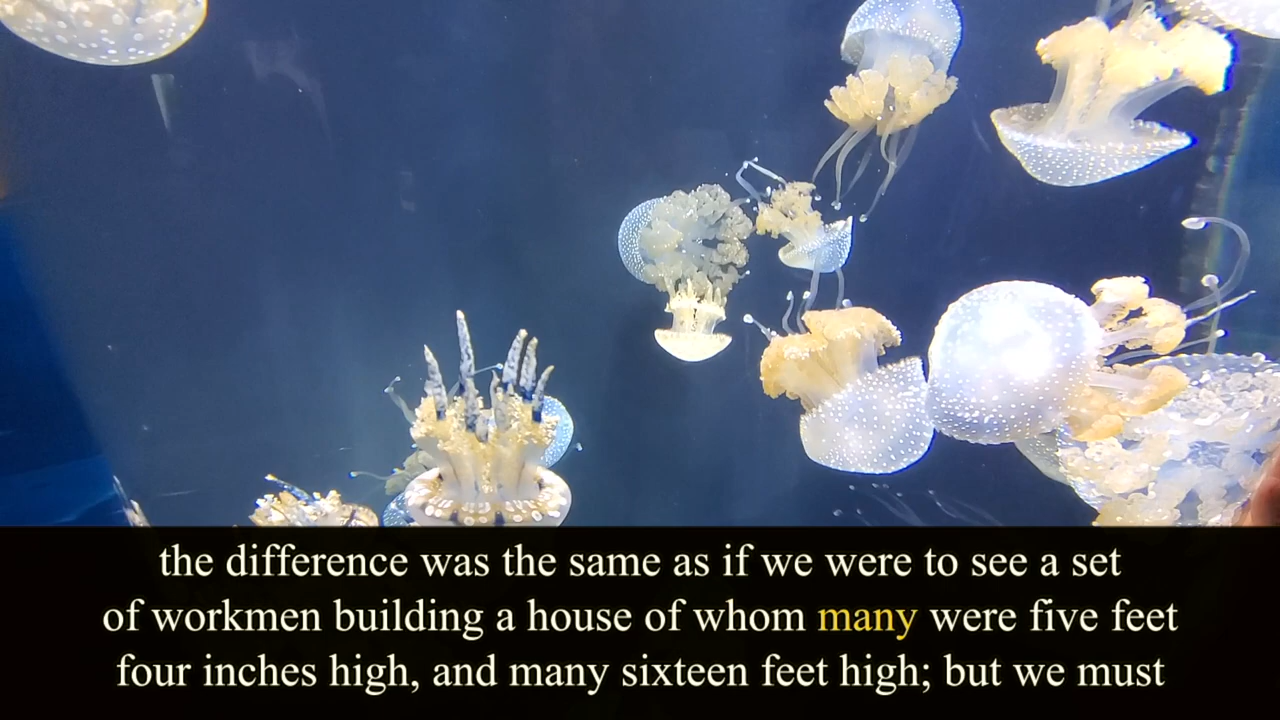 the difference was the same as if we were to see a set
of workmen building a house of whom many were five feet
four inches high, and many sixteen feet high; but we must